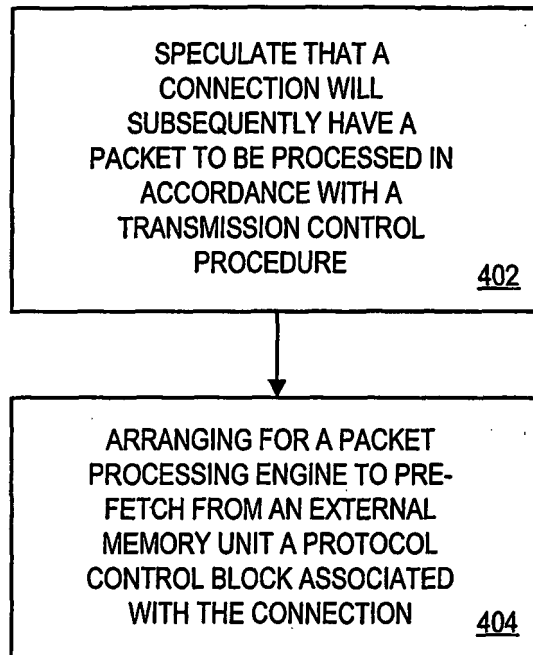 SPECULATE THAT A
CONNECTION WILL
SUBSEQUENTLY HAVE A
PACKET TO BE PROCESSED IN
ACCORDANCE WITH A
TRANSMISSION CONTROL
PROCEDURE
402
ARRANGING FOR A PACKET
PROCESSING ENGINE TO PRE-
FETCH FROM AN EXTERNAL
MEMORY UNIT A PROTOCOL
CONTROL BLOCK ASSOCIATED
WITH THE CONNECTION
404